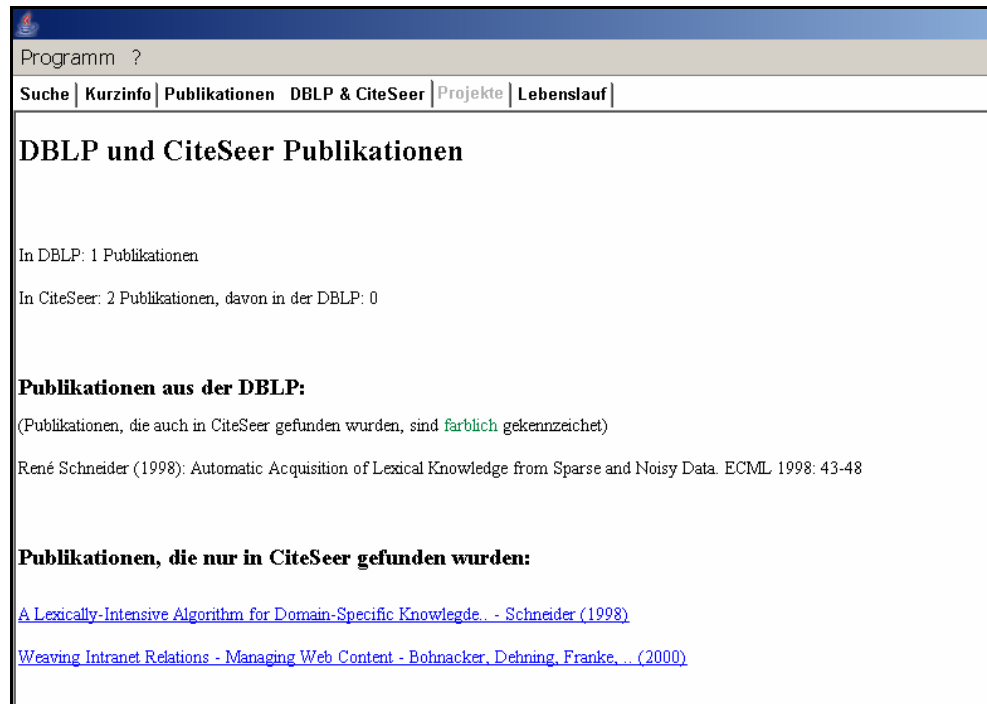 Programm ?
Suche Kurzinfo Publikationen DBLP & CiteSeer Projekte Lebenslauf
DBLP und CiteSeer Publikationen
In DBLP: 1 Publikationen
In CiteSeer: 2 Publikationen, davon in der DBLP: 0
Publikationen aus der DBLP:
(Publikationen, die auch in CiteSeer gefunden wurden, sind farblich gekennzeichet)
René Schneider (1998): Automatic Acquisition of Lexical Knowledge from Sparse and Noisy Data. ECML 1998: 43-48
Publikationen, die nur in CiteSeer gefunden wurden:
A Lexically-Intensive Algorithm for Domain-Specific Knowlegde.. - Schneider (1998)
Weaving Intranet Relations - Managing Web Content - Bohnacker, Dehning, Franke, .. (2000)